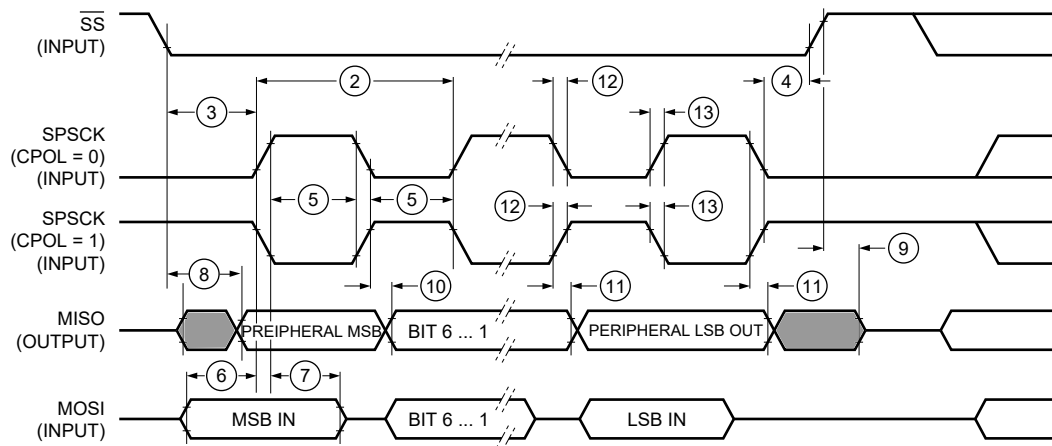 SS
(INPUT)
2
12
4
3
13
SPSCK
(CPOL = 0)
(INPUT)
5
5
12
13
SPSCK
(CPOL = 1)
(INPUT)
9
8
10
11
11
MISO
(OUTPUT)
PREIPHERAL MSB
BIT 6 ... 1
PERIPHERAL LSB OUT
6
7
MOSI
(INPUT)
MSB IN
BIT 6 ... 1
LSB IN